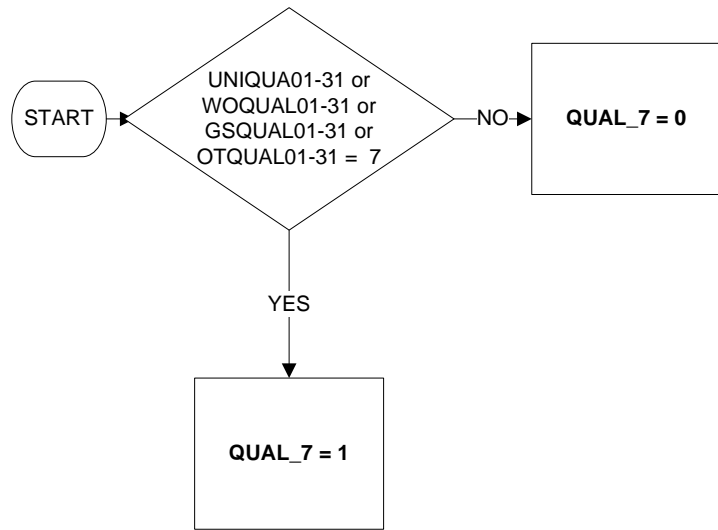 START
UNIQUA01-31 or
WOQUAL01-31 or
GSQUAL01-31 or
OTQUAL01-31 =  7
NO
QUAL_7 = 0
YES
QUAL_7 = 1